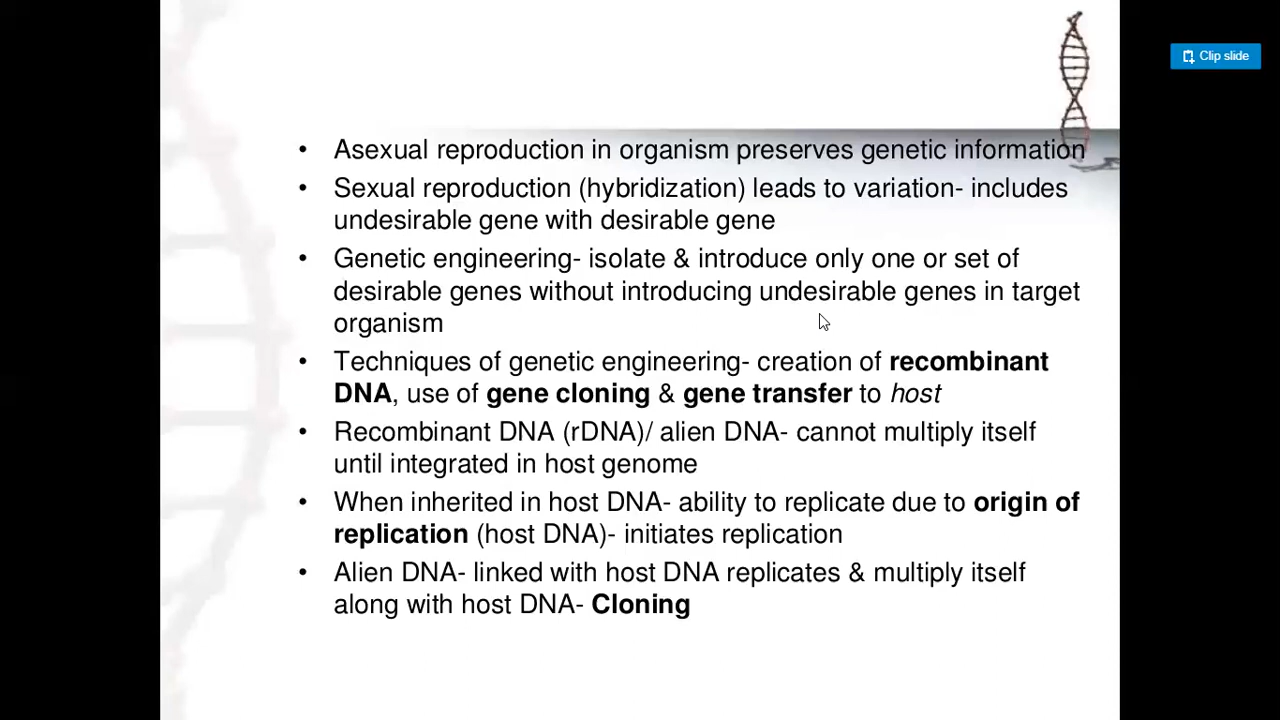 Clip slide
• Asexual reproduction in organism preserves genetic information
• Sexual reproduction (hybridization) leads to variation- includes
undesirable gene with desirable gene
• Genetic engineering- isolate & introduce only one or set of
desirable genes without introducing undesirable genes in target
organism
• Techniques of genetic engineering- creation of recombinant
DNA, use of gene cloning & gene transfer to host
• Recombinant DNA (rDNA)/ alien DNA- cannot multiply itself
until integrated in host genome
• When inherited in host DNA- ability to replicate due to origin of
replication (host DNA)- initiates replication
• Alien DNA- linked with host DNA replicates & multiply itself
along with host DNA- Cloning